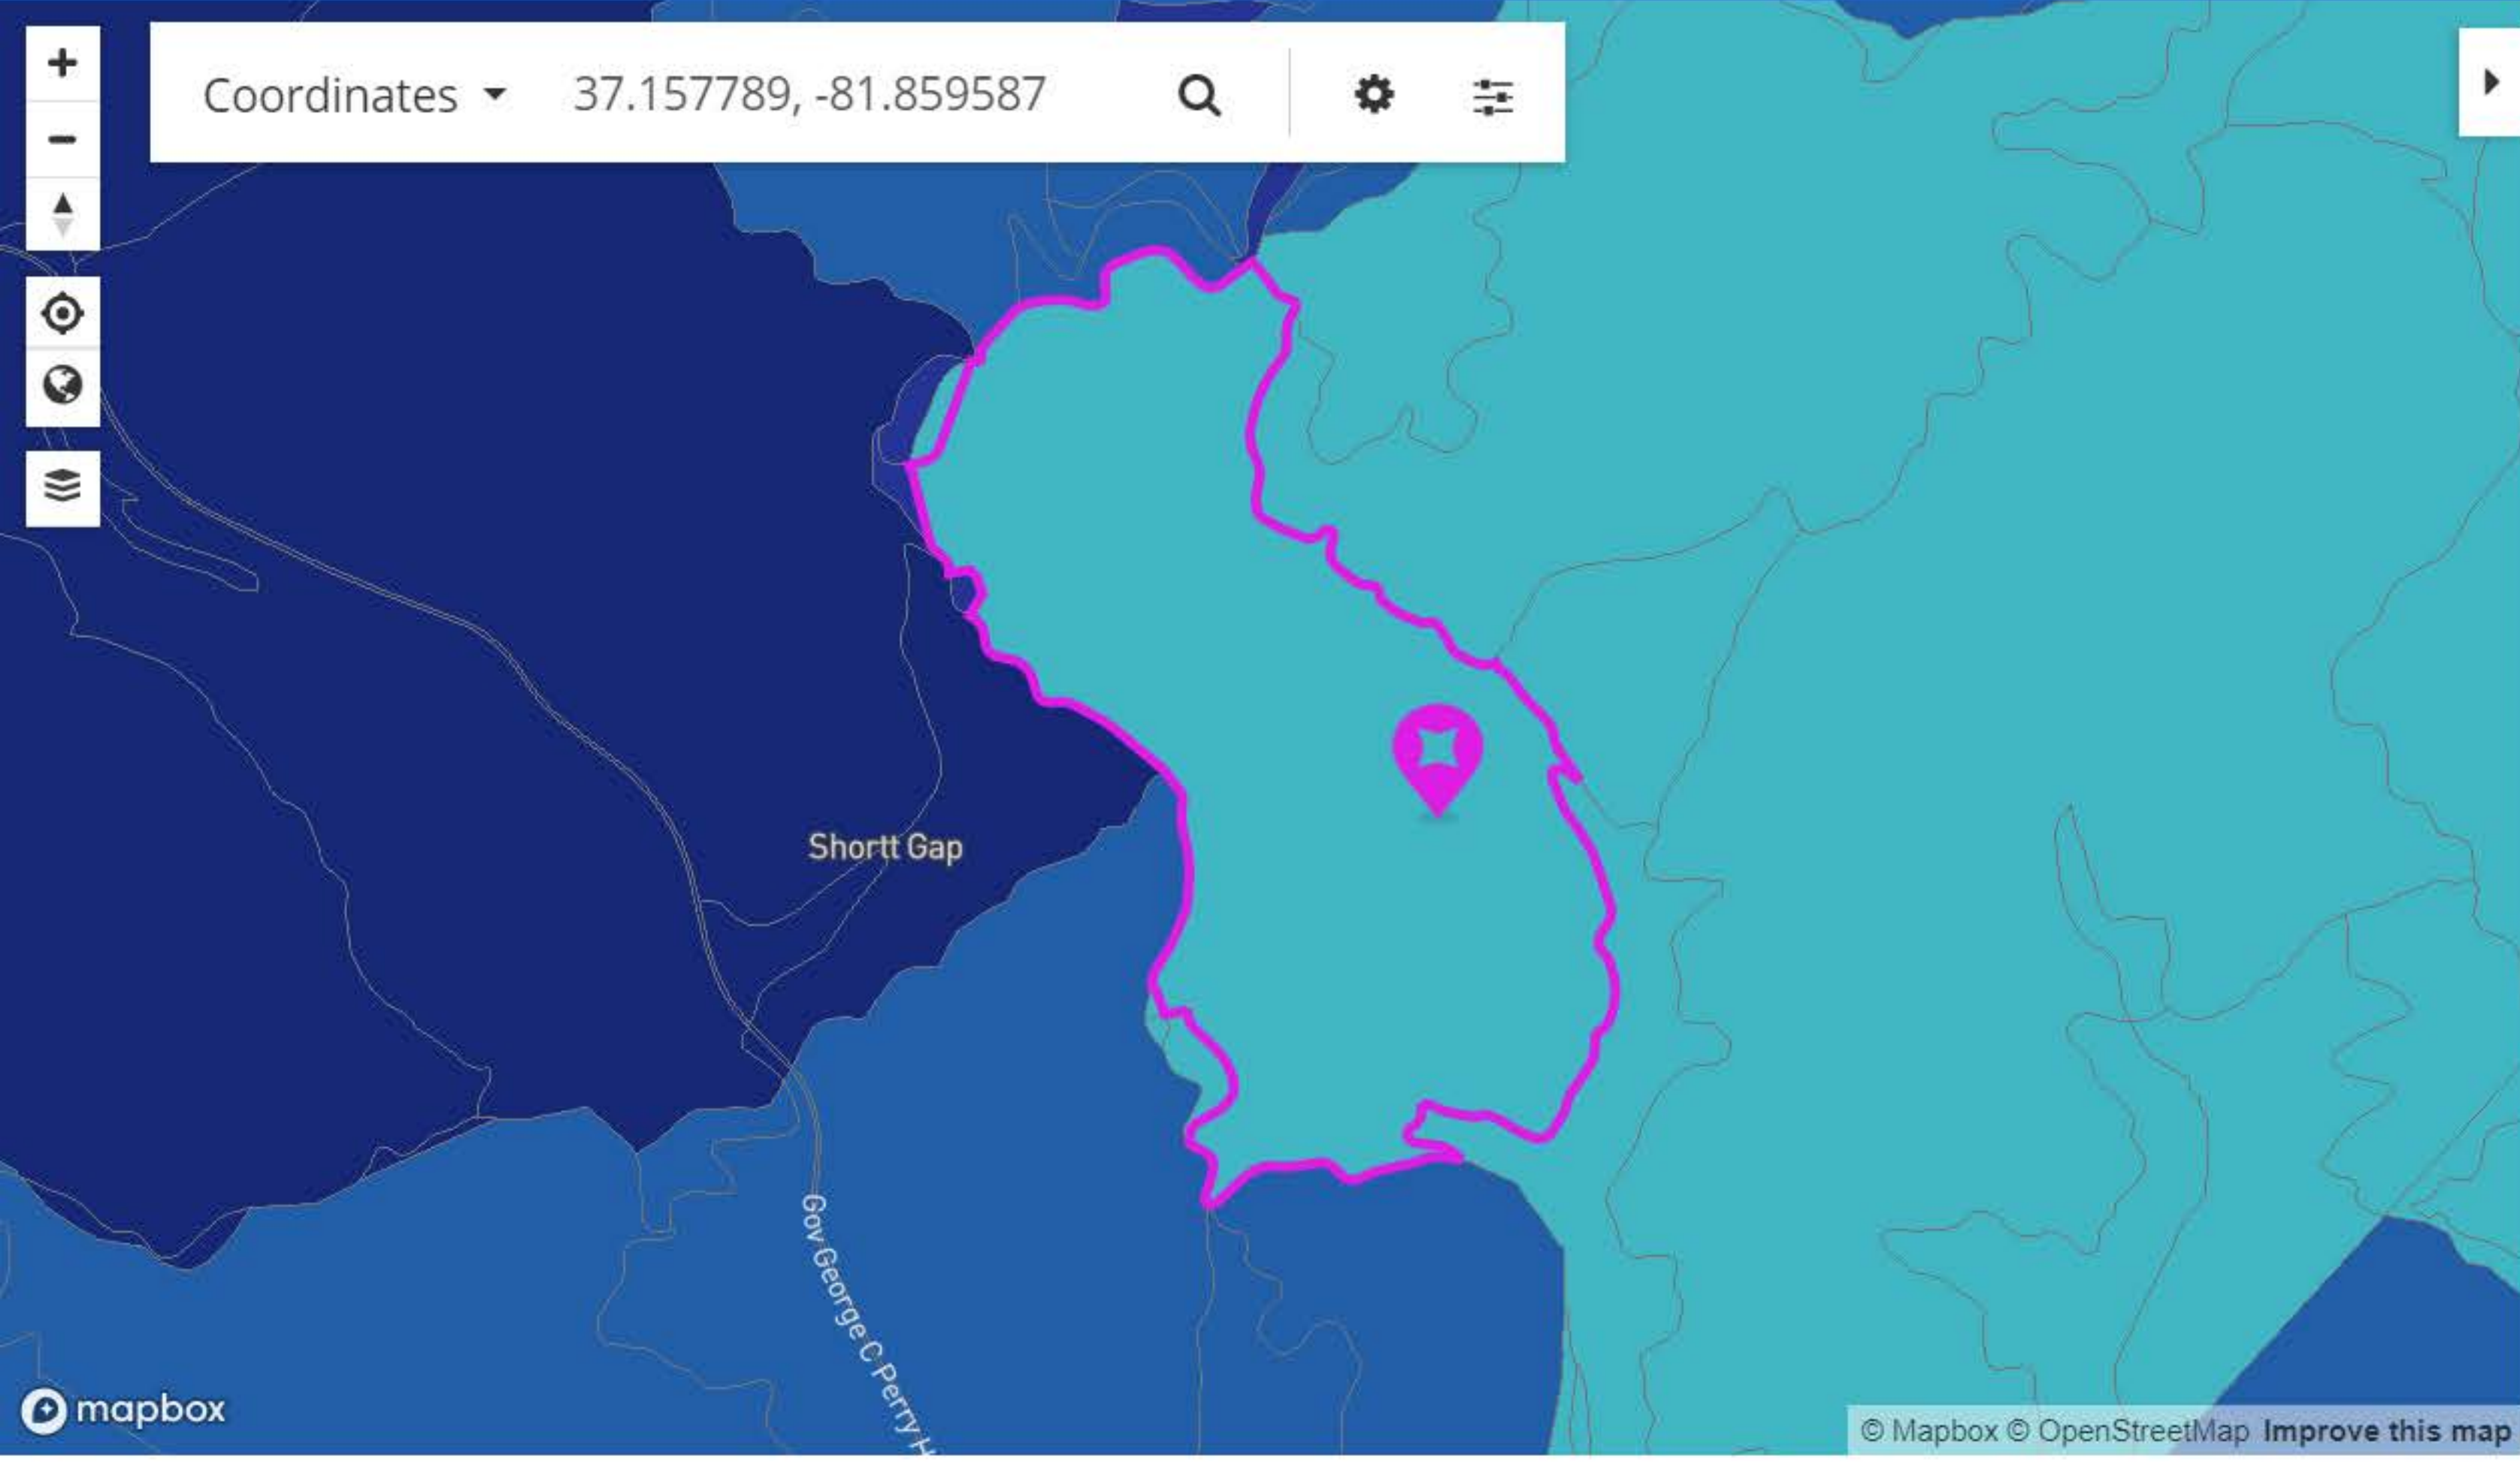 Coordinates 37.157789, -81.859587
Shortt Gap
Gov George C Perry H
mapbox
© Mapbox © OpenStreetMap Improve this map